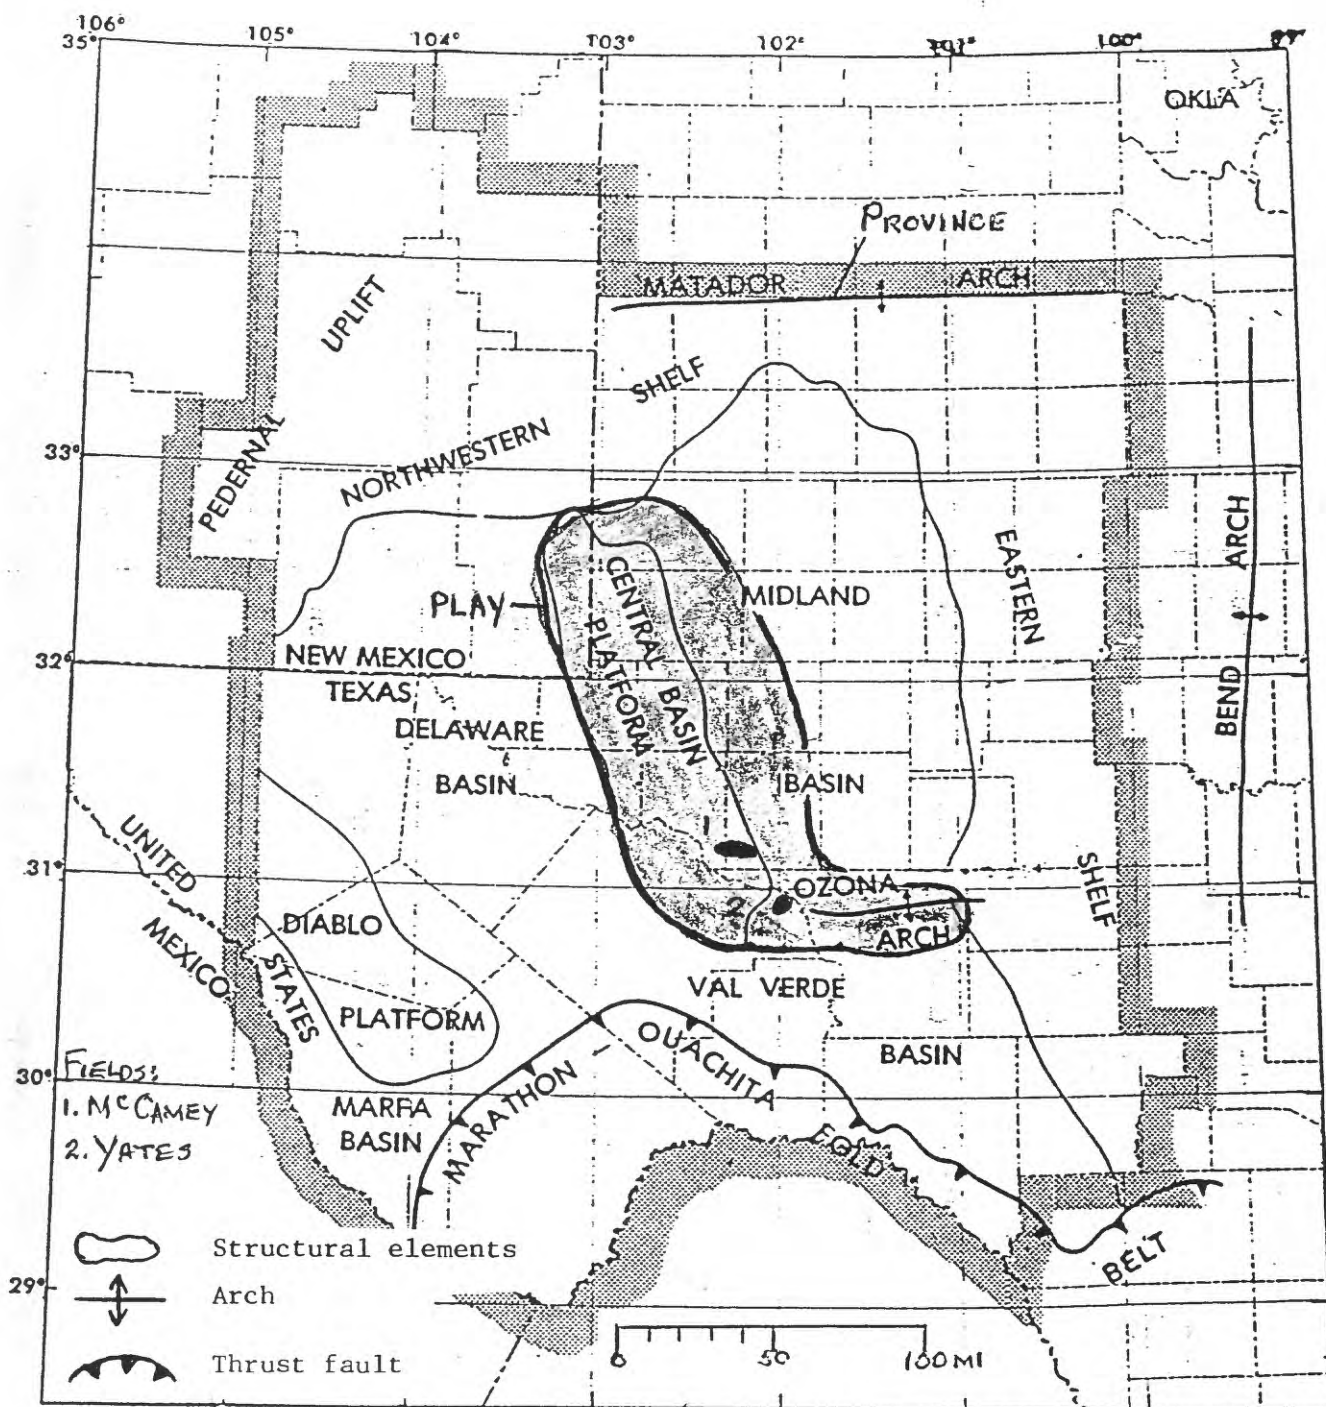 106° 105° 104° 103° 102° 101° 100° 99°
35°
OKLA
PROVINCE
MATADOR ARCH
UPLIFT
SHELF
33°
PEDERNAL
NORTHWESTERN
ARCH
EASTERN
CENTRAL BASIN
PLATFORM
MIDLAND
PLAY
32°
NEW MEXICO
TEXAS
BEND
DELAWARE
BASIN
BASIN
1
UNITED
31°
SHELF
OZONA
2
MEXICO
DIABLO
ARCH
STATES
VAL VERDE
PLATFORM
OUACHITA
BASIN
30°
FIELDS:
1. McCAMEY
2. YATES
MARFA
BASIN
MARATHON
FOLD
BELT
Structural elements
29°
Arch
Thrust fault
0 50 100 MI